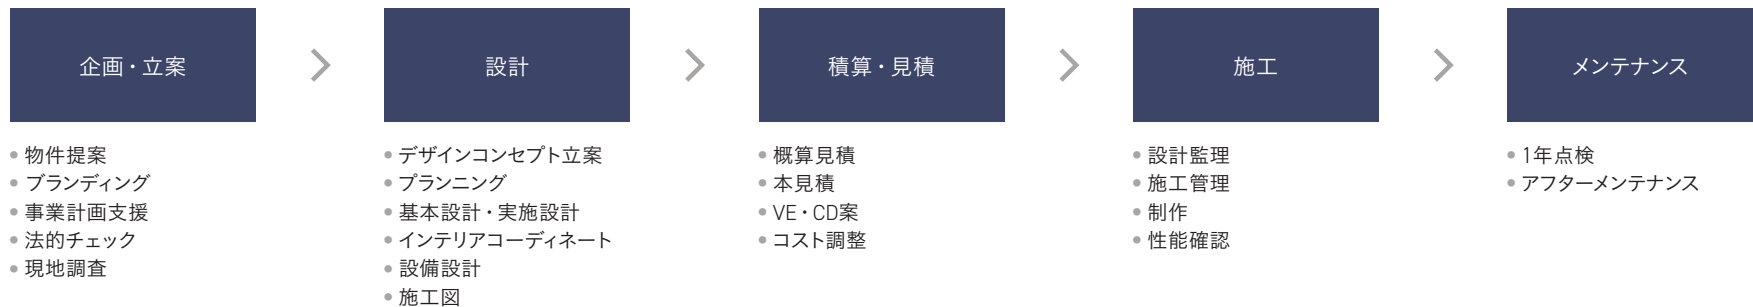 企画・立案
物件提案
ブランディング
事業計画支援
法的チェック
現地調査
設計
デザインコンセプト立案
プランニング
基本設計・実施設計
インテリアコーディネート
設備設計
施工図
積算・見積
概算見積
本見積
VE・CD案
コスト調整
施工
設計監理
施工管理
制作
性能確認
メンテナンス
1年点検
アフターメンテナンス